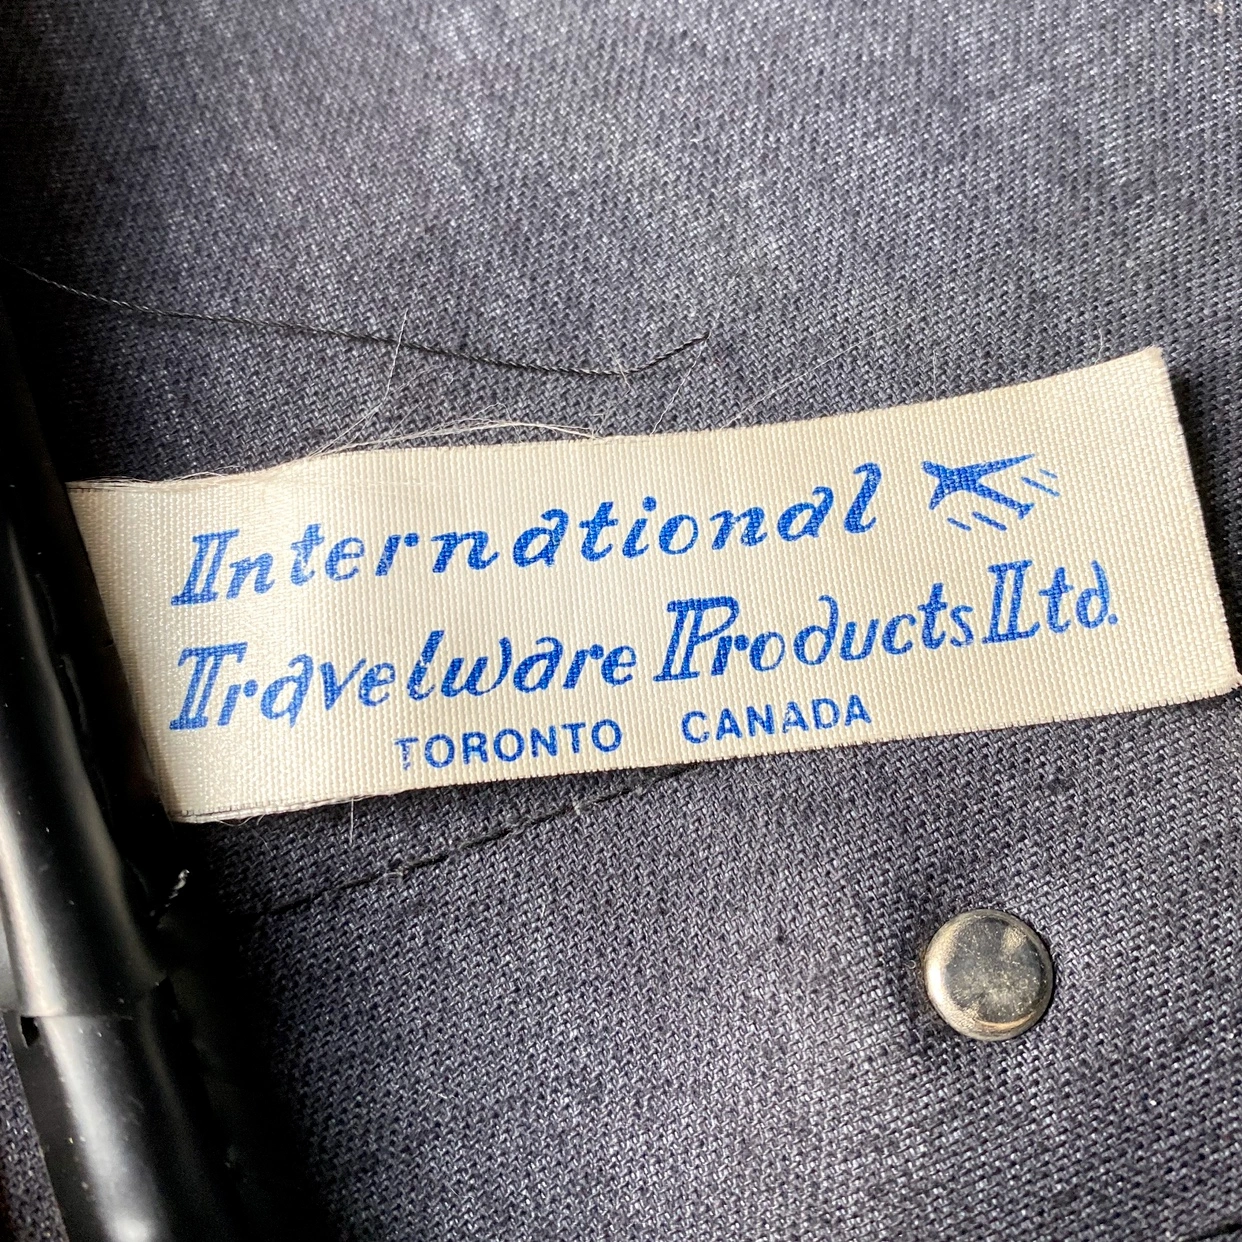 International
Travelware Products Ltd.
TORONTO CANADA